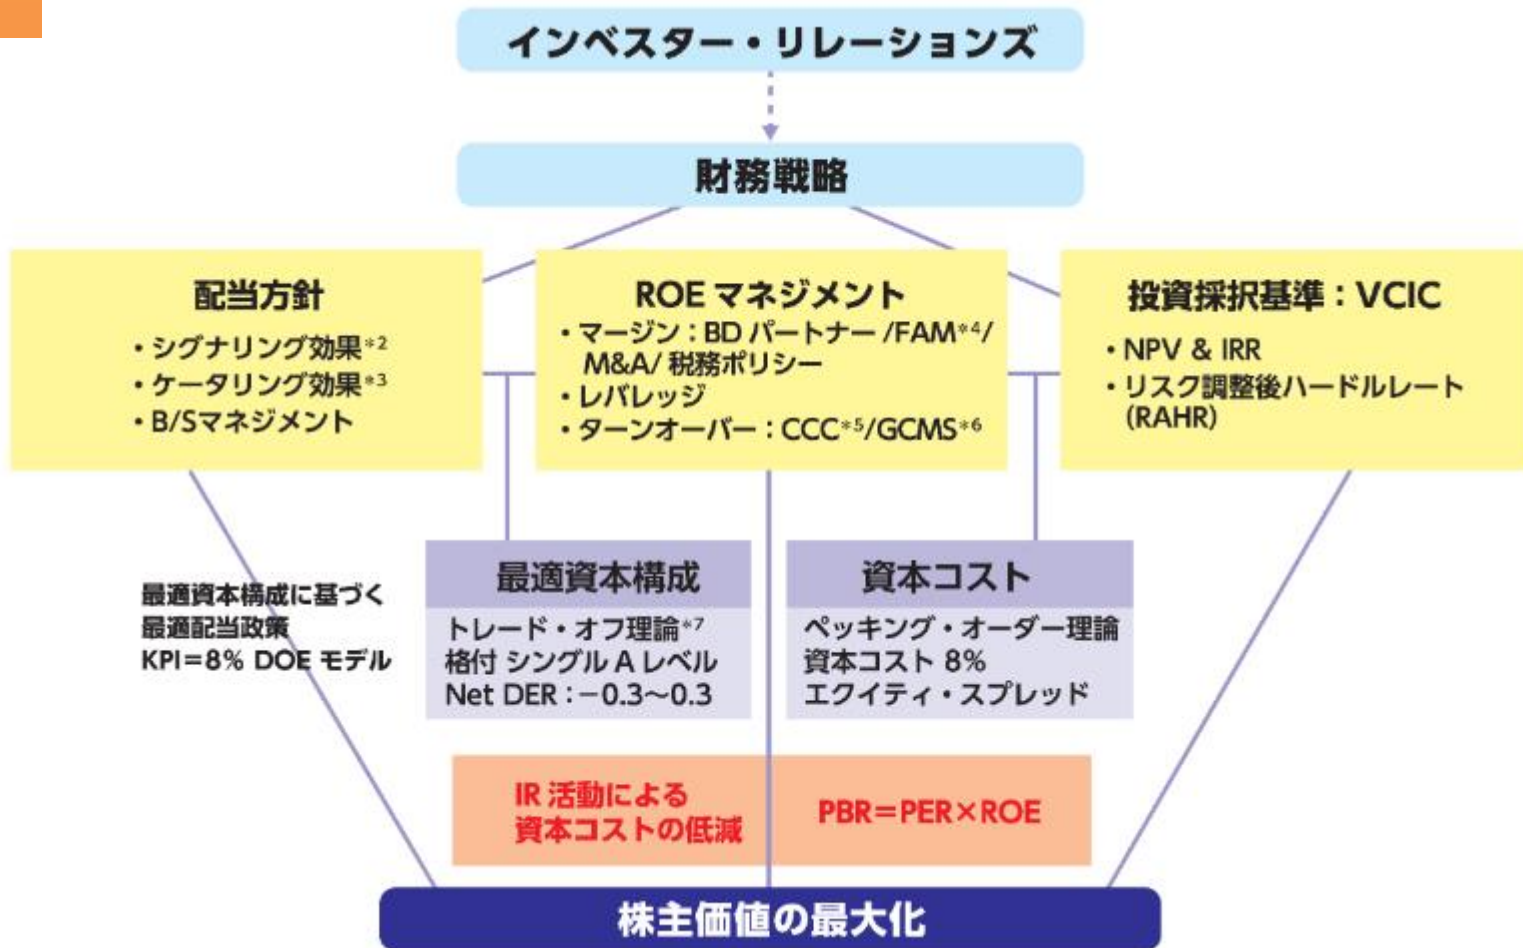 インベスター・リレーションズ
財務戦略
配当方針
・シグナリング効果*2
・ケータリング効果*3
・B/Sマネジメント
ROE マネジメント
・マージン：BD パートナー /FAM*4/
M&A/ 税務ポリシー
・レバレッジ
・ターンオーバー：CCC*5/GCMS*6
投資採択基準：VCIC
・NPV & IRR
・リスク調整後ハードルレート
(RAHR)
最適資本構成に基づく
最適配当政策
KPI=8% DOE モデル
最適資本構成
トレード・オフ理論*7
格付 シングル A レベル
Net DER：−0.3〜0.3
資本コスト
ペッキング・オーダー理論
資本コスト 8%
エクイティ・スプレッド
IR 活動による
資本コストの低減
PBR=PER×ROE
株主価値の最大化